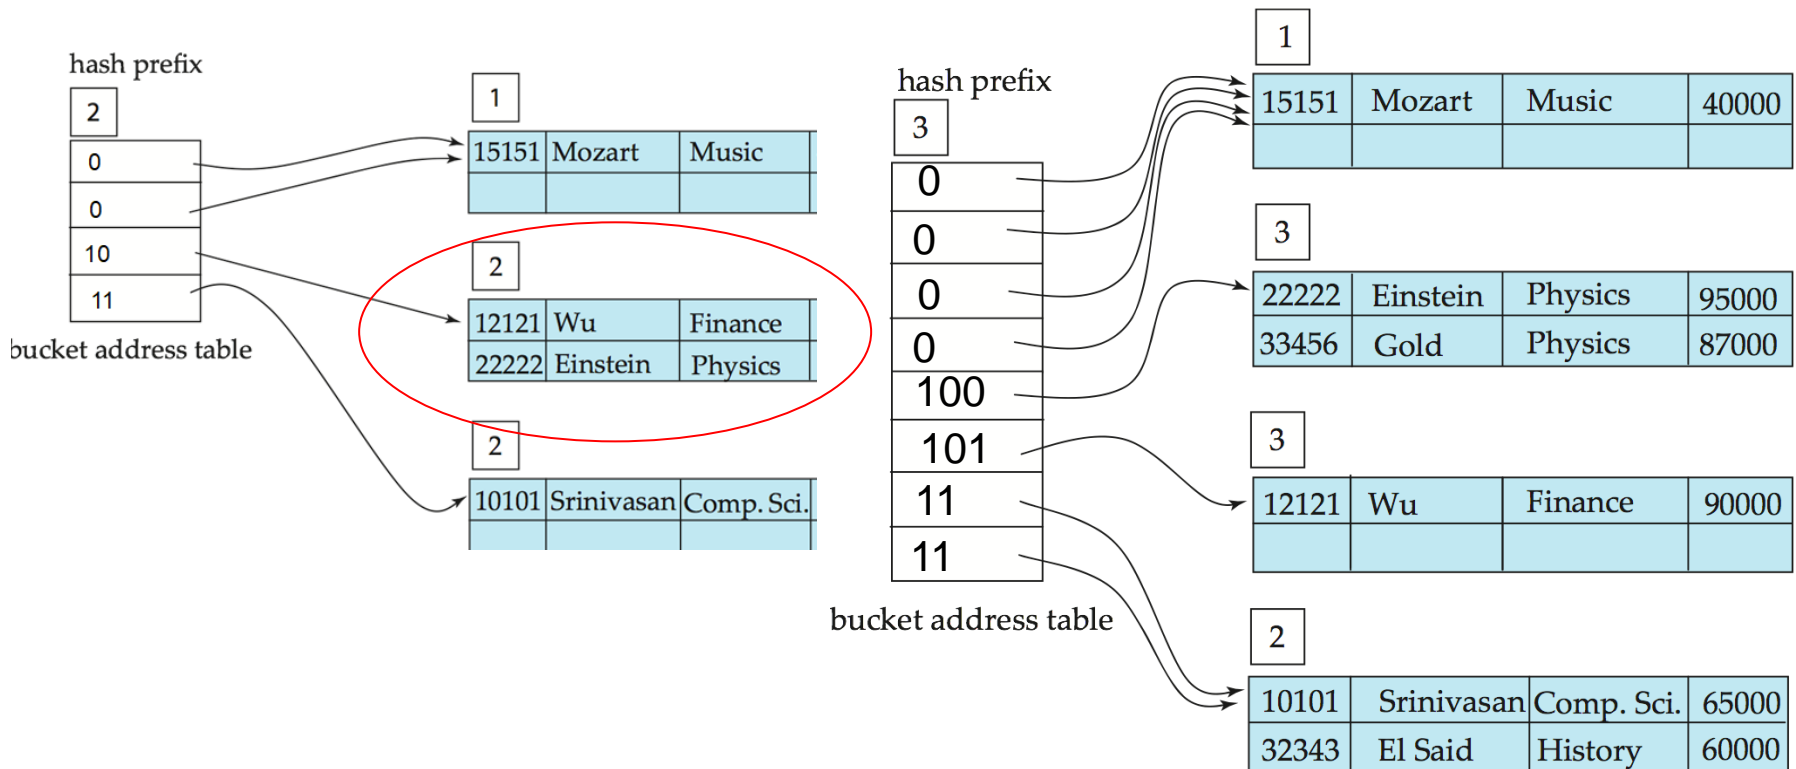 hash prefix
2
0
0
10
11
bucket address table
1
15151 Mozart Music
2
12121 Wu Finance
22222 Einstein Physics
2
10101 Srinivasan Comp. Sci.
hash prefix
3
0
0
0
0
100
101
11
11
bucket address table
1
15151 Mozart Music 40000
3
22222 Einstein Physics 95000
33456 Gold Physics 87000
3
12121 Wu Finance 90000
2
10101 Srinivasan Comp. Sci. 65000
32343 El Said History 60000